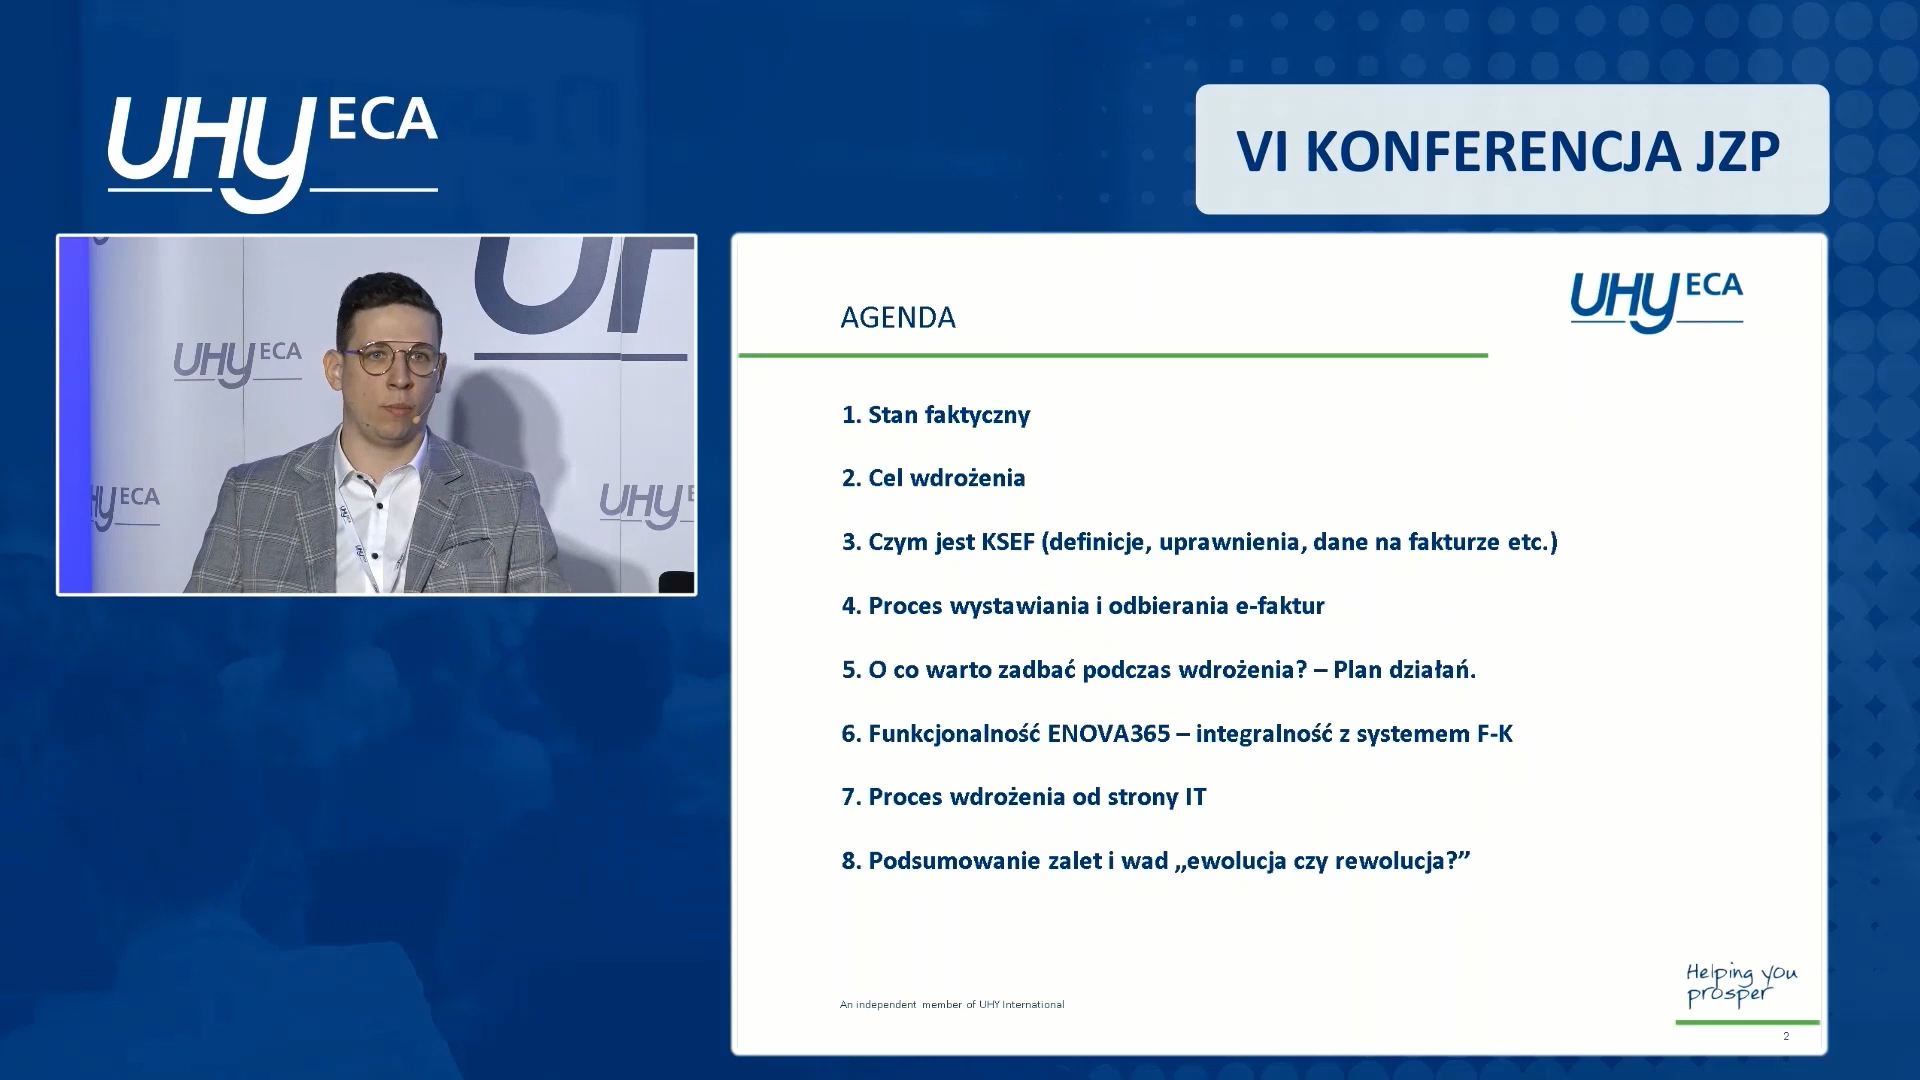 UHY ECA
VI KONFERENCJA JZP
UHY ECA
ECA
UHY
UHY ECA
AGENDA
1. Stan faktyczny
2. Cel wdrożenia
3. Czym jest KSEF (definicje, uprawnienia, dane na fakturze etc.)
4. Proces wystawiania i odbierania e-faktur
5. O co warto zadbać podczas wdrożenia? – Plan działań.
6. Funkcjonalność ENOVA365 – integralność z systemem F-K
7. Proces wdrożenia od strony IT
8. Podsumowanie zalet i wad „ewolucja czy rewolucja?”
Helping you
prosper
An independent member of UHY International
2